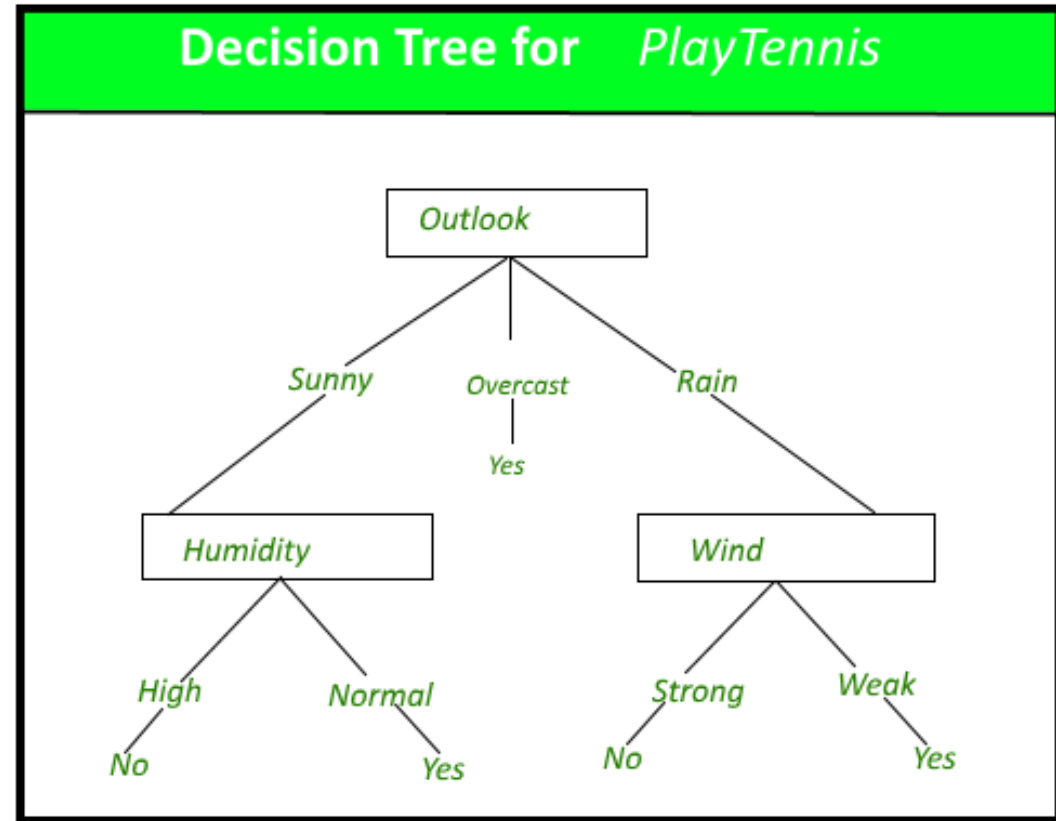 Decision Tree for PlayTennis
Outlook
Sunny Overcast Rain
Yes
Humidity Wind
High Normal Strong Weak
No Yes No Yes